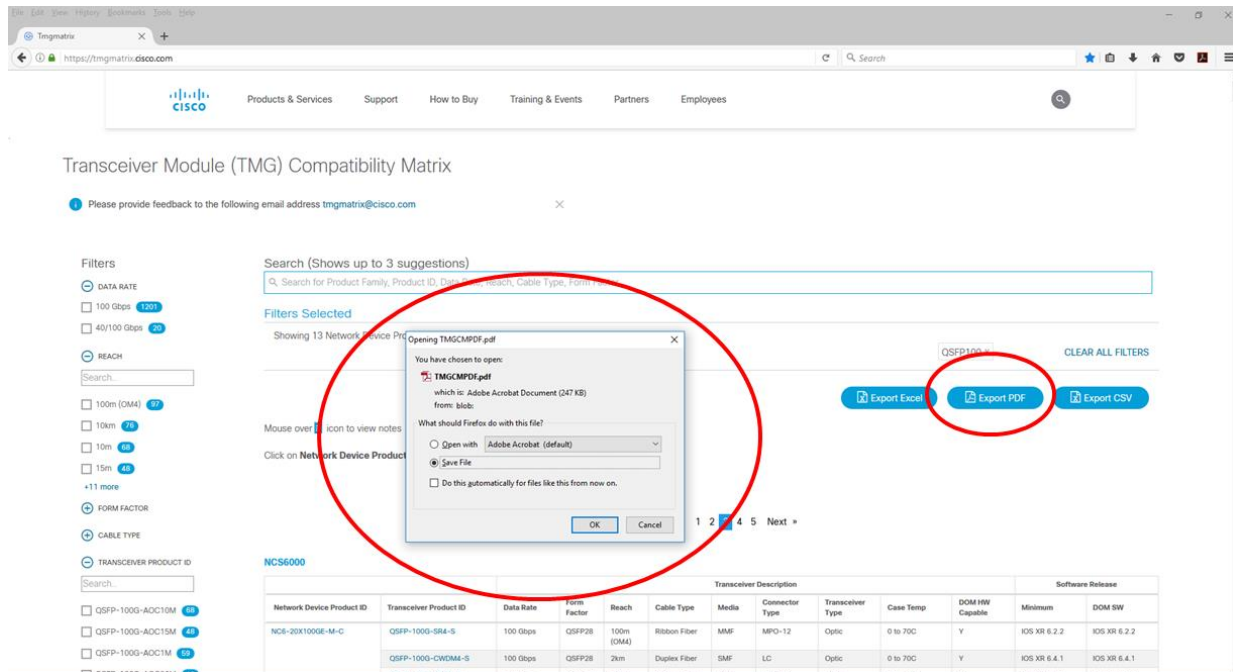 File Edit View History Bookmarks Tools Help
Tmgmatrix
https://tmgmatrix.cisco.com
Search
CISCO
Products & Services Support How to Buy Training & Events Partners Employees
Transceiver Module (TMG) Compatibility Matrix
Please provide feedback to the following email address tmgmatrix@cisco.com
Filters
DATA RATE
100 Gbps 1201
40/100 Gbps 20
REACH
Search..
100m (OM4) 97
10km 76
10m 68
15m 48
+11 more
FORM FACTOR
CABLE TYPE
TRANSCEIVER PRODUCT ID
Search..
QSFP-100G-AOC10M 68
QSFP-100G-AOC15M 48
QSFP-100G-AOC1M 59
Search (Shows up to 3 suggestions)
Search for Product Family, Product ID, Data Rate, Reach, Cable Type, Form
Filters Selected
Showing 13 Network Device
QSFP100 ×
CLEAR ALL FILTERS
Export Excel Export PDF Export CSV
Mouse over icon to view notes
Click on Network Device Product
Opening TMGCMPDF.pdf
You have chosen to open:
TMGCMPDF.pdf
which is: Adobe Acrobat Document (247 KB)
from: blob:
What should Firefox do with this file?
Open with Adobe Acrobat (default)
Save File
Do this automatically for files like this from now on.
OK Cancel
1 2 3 4 5 Next »
NCS6000
Transceiver Description Software Release
Network Device Product ID Transceiver Product ID Data Rate Form Factor Reach Cable Type Media Connector Type Transceiver Type Case Temp DOM HW Capable Minimum DOM SW
NC6-20X100GE-M-C QSFP-100G-SR4-S 100 Gbps QSFP28 100m (OM4) Ribbon Fiber MMF MPO-12 Optic 0 to 70C Y IOS XR 6.2.2 IOS XR 6.2.2
QSFP-100G-CWDM4-S 100 Gbps QSFP28 2km Duplex Fiber SMF LC Optic 0 to 70C Y IOS XR 6.4.1 IOS XR 6.4.1